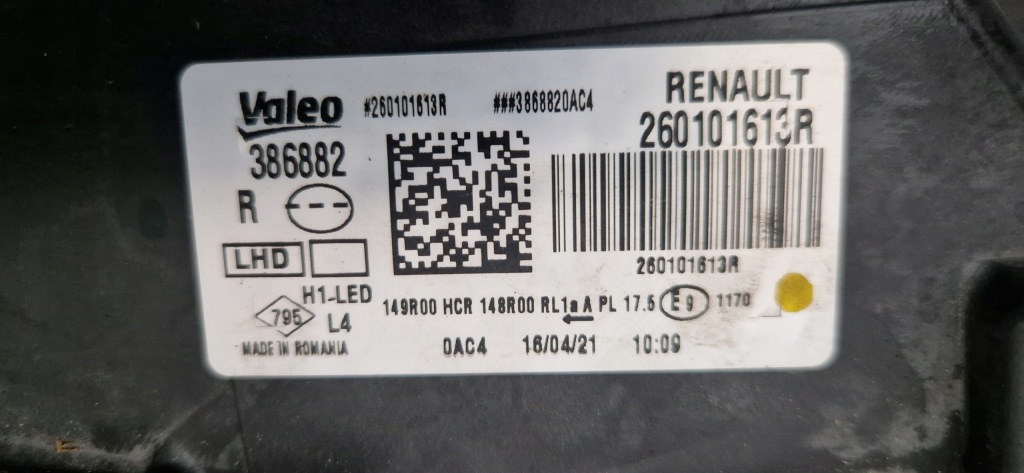 Valeo #260101613R ###3868820AC4 RENAULT
386882 260101613R
R
LHD
260101613R
H1-LED
795 L4
149R00 HCR 148R00 RL1a A PL 17.5 E9 1170
MADE IN ROMANIA 0AC4 16/04/21 10:09